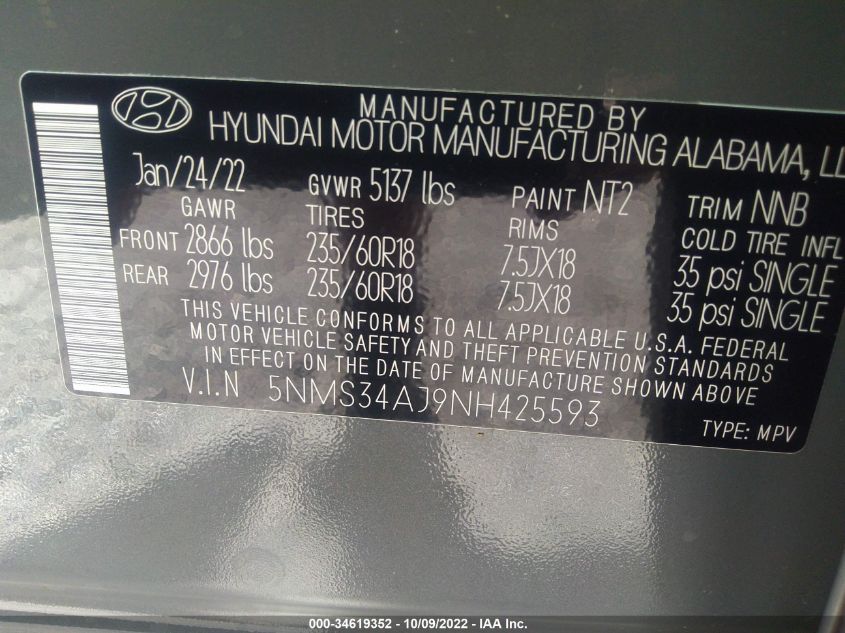 MANUFACTURED BY
HYUNDAI MOTOR MANUFACTURING ALABAMA, LL
Jan/24/22 GVWR 5137 lbs PAINT NT2 TRIM NNB
GAWR TIRES RIMS COLD TIRE INFL
FRONT 2866 lbs 235/60R18 7.5JX18 35 psi SINGLE
REAR 2976 lbs 235/60R18 7.5JX18 35 psi SINGLE
THIS VEHICLE CONFORMS TO ALL APPLICABLE U.S.A. FEDERAL
MOTOR VEHICLE SAFETY AND THEFT PREVENTION STANDARDS
IN EFFECT ON THE DATE OF MANUFACTURE SHOWN ABOVE
V.I.N 5NMS34AJ9NH425593
TYPE: MPV
000-34619352 - 10/09/2022 - IAA Inc.